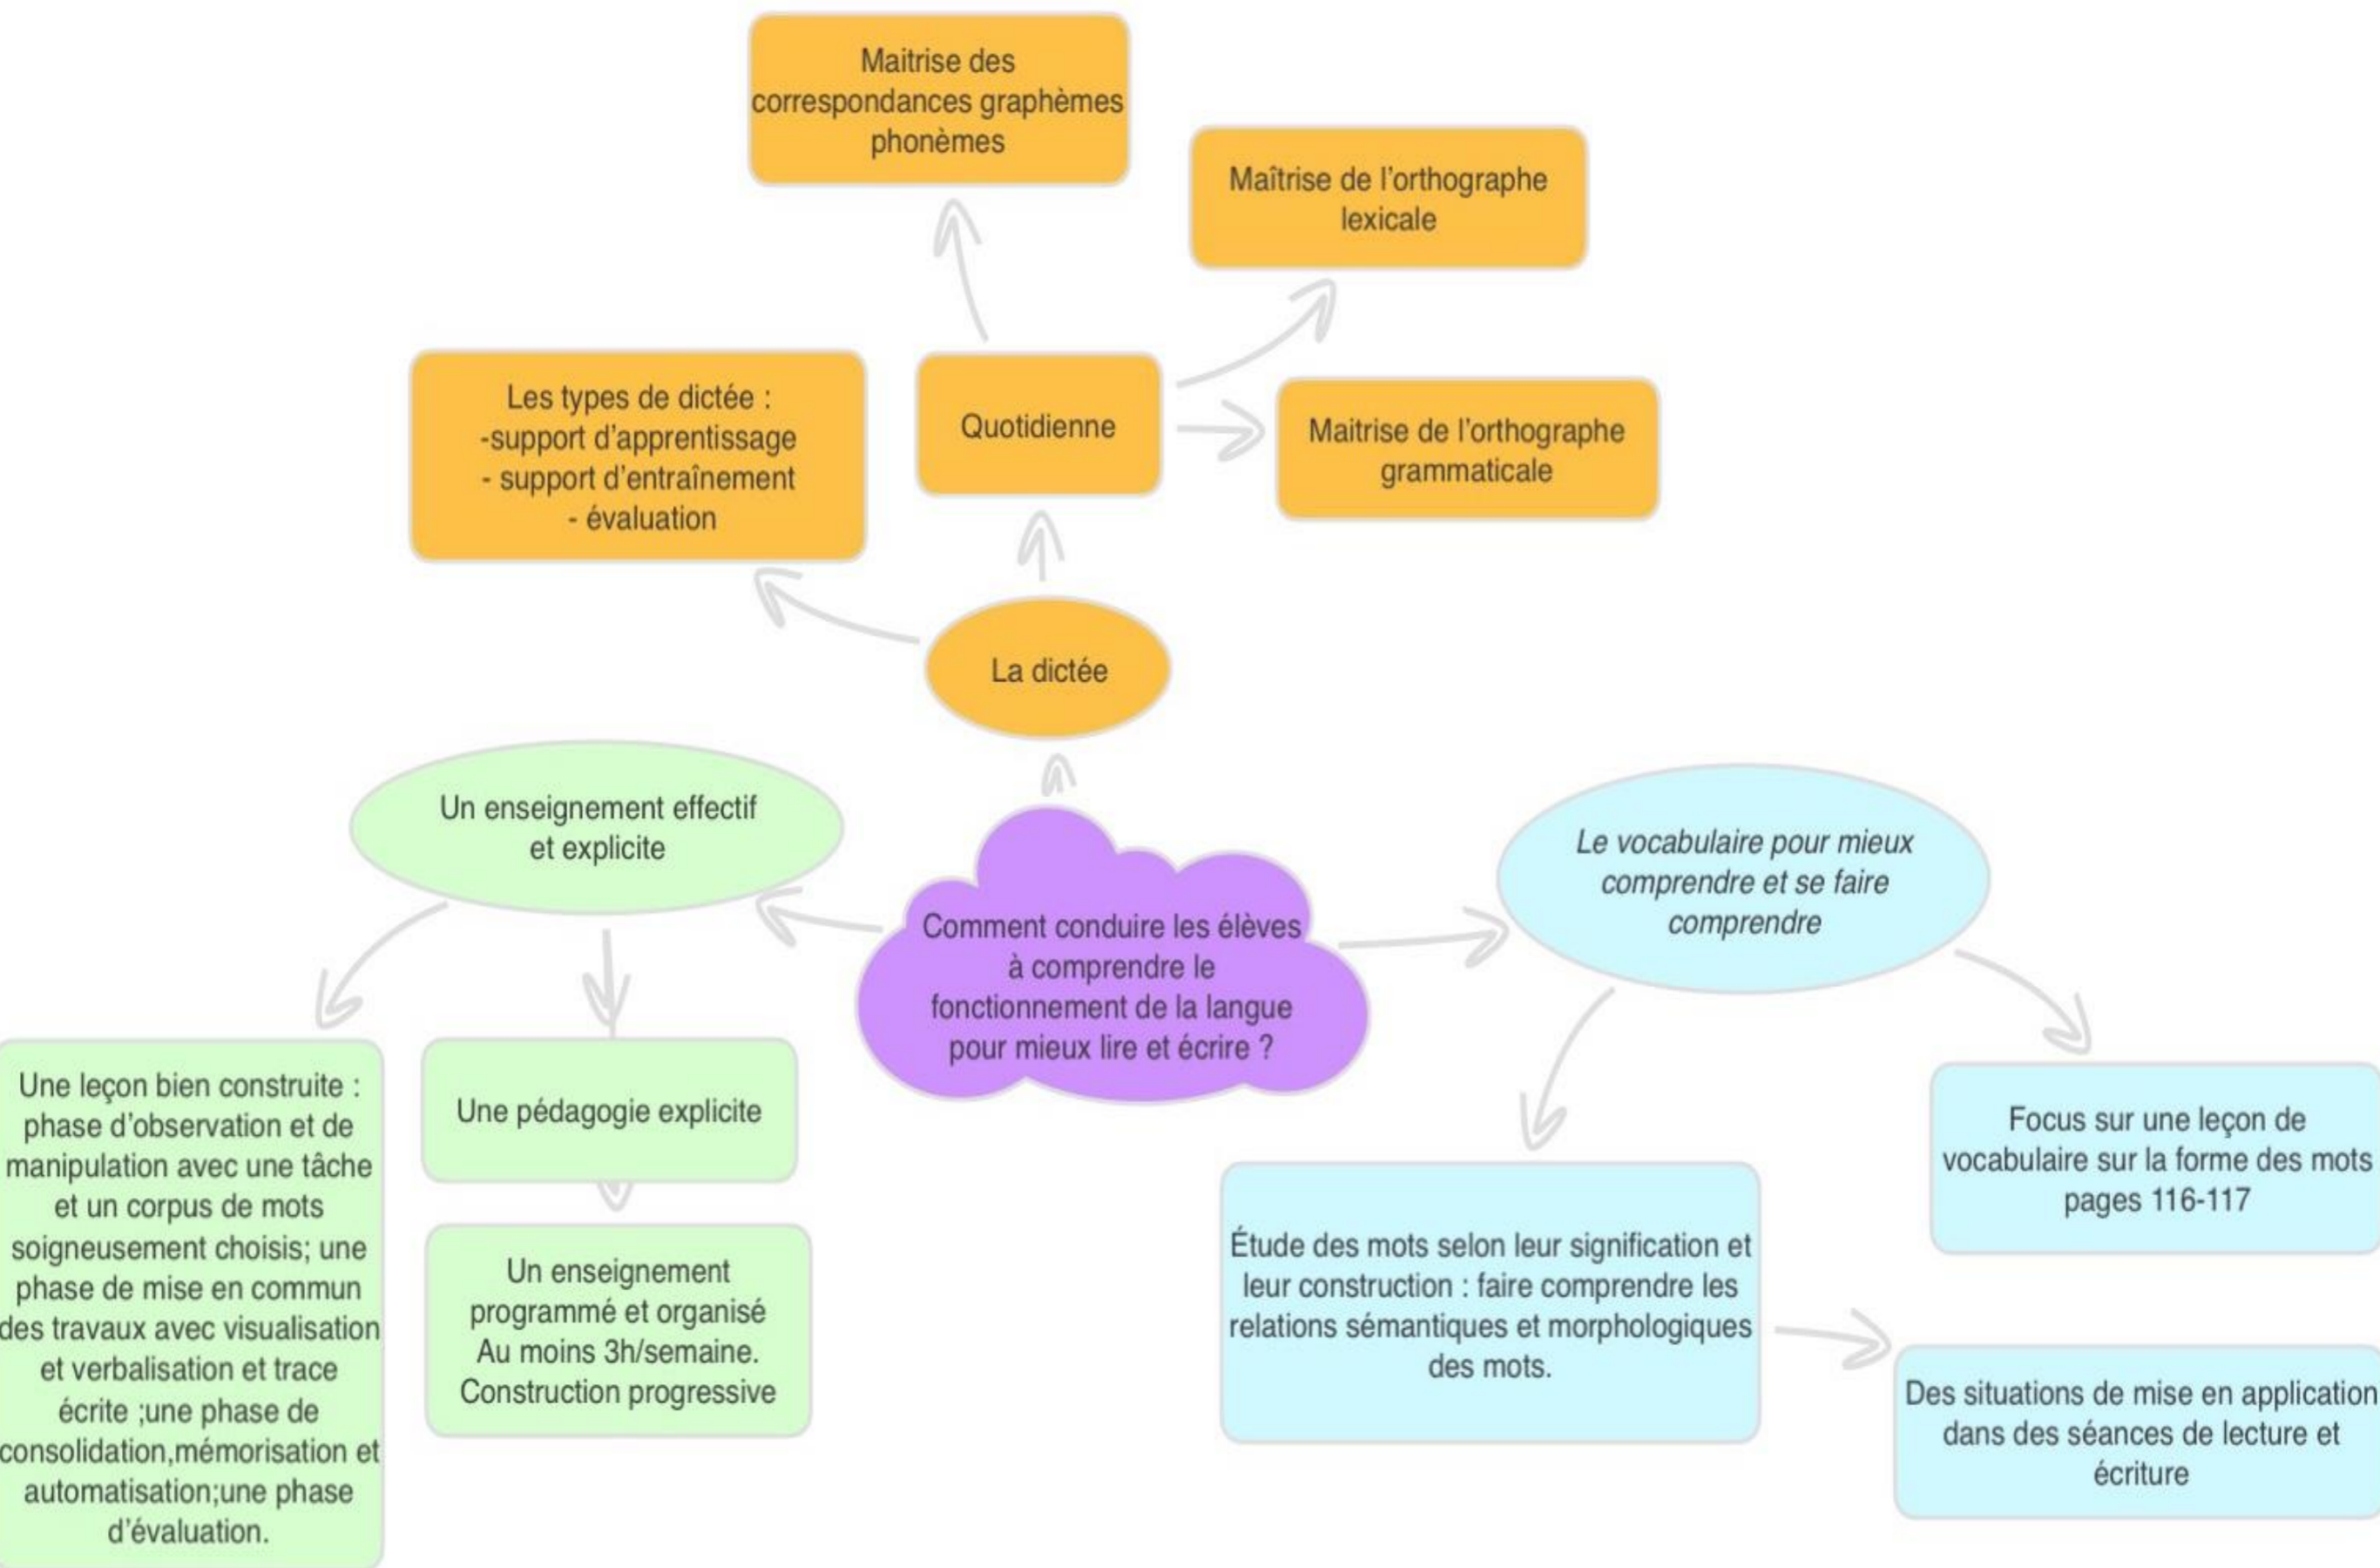 Maitrise des
correspondances graphèmes
phonèmes
Maîtrise de l'orthographe
lexicale
Les types de dictée :
-support d'apprentissage
- support d'entraînement
- évaluation
Quotidienne
Maitrise de l'orthographe
grammaticale
La dictée
Un enseignement effectif
et explicite
Le vocabulaire pour mieux
comprendre et se faire
comprendre
Comment conduire les élèves
à comprendre le
fonctionnement de la langue
pour mieux lire et écrire ?
Une leçon bien construite :
phase d'observation et de
manipulation avec une tâche
et un corpus de mots
soigneusement choisis; une
phase de mise en commun
des travaux avec visualisation
et verbalisation et trace
écrite ;une phase de
consolidation,mémorisation et
automatisation;une phase
d'évaluation.
Une pédagogie explicite
Un enseignement
programmé et organisé
Au moins 3h/semaine.
Construction progressive
Étude des mots selon leur signification et
leur construction : faire comprendre les
relations sémantiques et morphologiques
des mots.
Focus sur une leçon de
vocabulaire sur la forme des mots
pages 116-117
Des situations de mise en application
dans des séances de lecture et
écriture